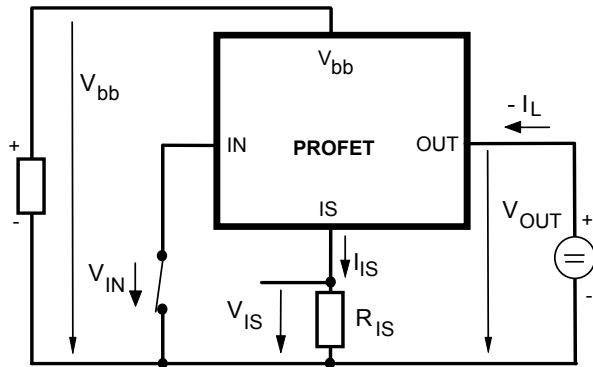 V_bb
V_bb
- I_L
IN
PROFET
OUT
+
IS
V_OUT
+
-
V_IN
I_IS
V_IS
R_IS
-